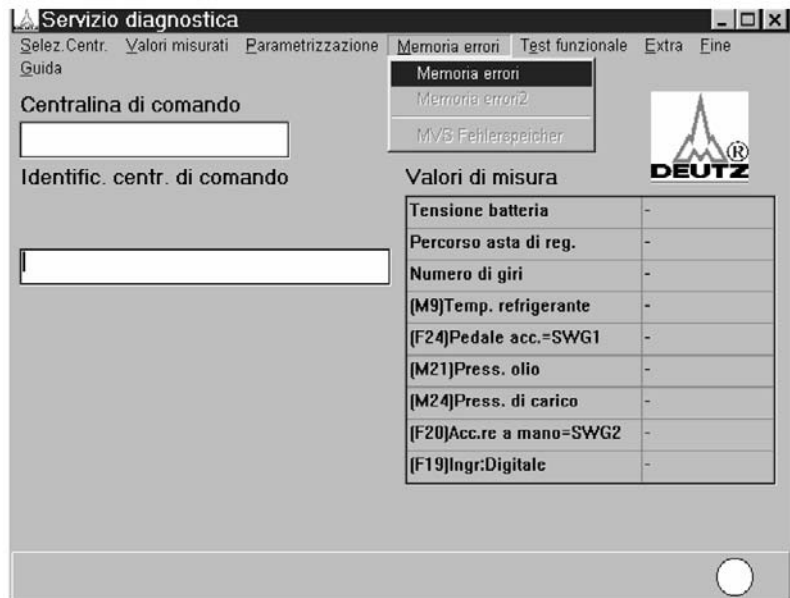 Servizio diagnostica
Selez.Centr. Valori misurati Parametrizzazione Memoria errori Test funzionale Extra Fine
Guida
Memoria errori
Memoria errori2
MVS Fehlerspeicher
Centralina di comando
DEUTZ®
Identific. centr. di comando
Valori di misura
Tensione batteria -
Percorso asta di reg. -
Numero di giri -
(M9)Temp. refrigerante -
(F24)Pedale acc.=SWG1 -
(M21)Press. olio -
(M24)Press. di carico -
(F20)Acc.re a mano=SWG2 -
(F19)Ingr:Digitale -